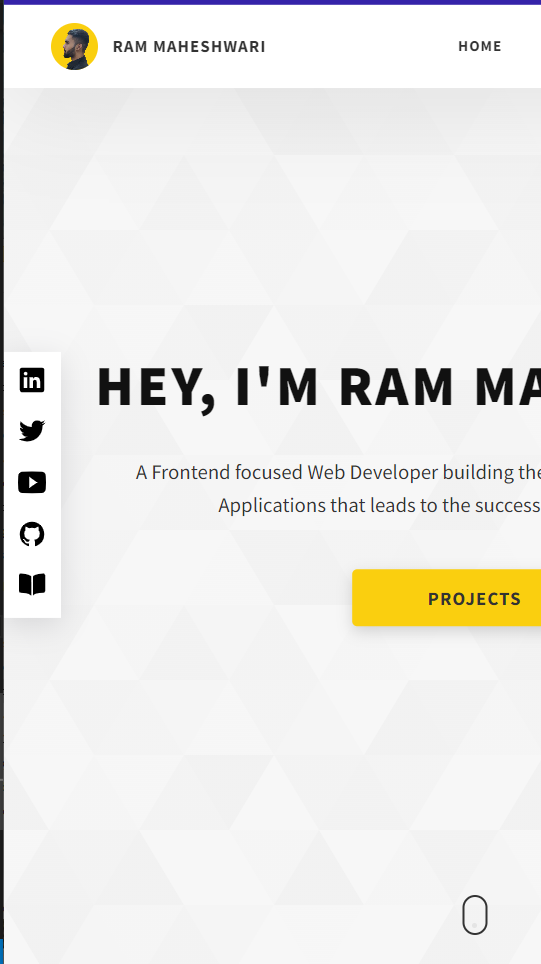 RAM MAHESHWARI
HOME
HEY, I'M RAM MA
A Frontend focused Web Developer building the
Applications that leads to the success
PROJECTS
in